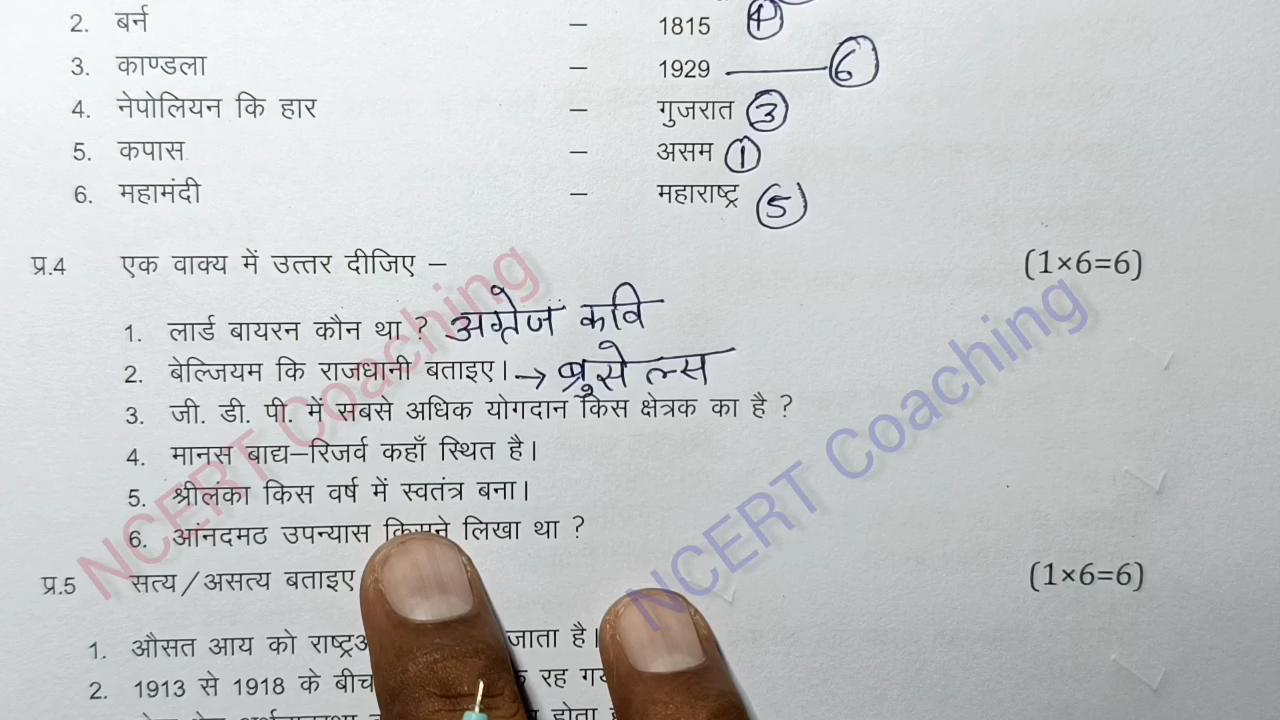 2. बर्न – 1815 ④
3. काण्डला – 1929 — ⑥
4. नेपोलियन कि हार – गुजरात ③
5. कपास – असम ①
6. महामंदी – महाराष्ट्र ⑤
प्र.4 एक वाक्य में उत्तर दीजिए – (1×6=6)
1. लार्ड बायरन कौन था ? अंग्रेज कवि
2. बेल्जियम कि राजधानी बताइए। → ब्रुसेल्स
3. जी. डी. पी. में सबसे अधिक योगदान किस क्षेत्रक का है ?
4. मानस बाद्य–रिजर्व कहाँ स्थित है।
5. श्रीलंका किस वर्ष में स्वतंत्र बना।
6. आनदमठ उपन्यास किसने लिखा था ?
प्र.5 सत्य/असत्य बताइए (1×6=6)
1. औसत आय को जाता है।
2. 1913 से 1918 के बीच रह
NCERT Coaching
NCERT Coaching